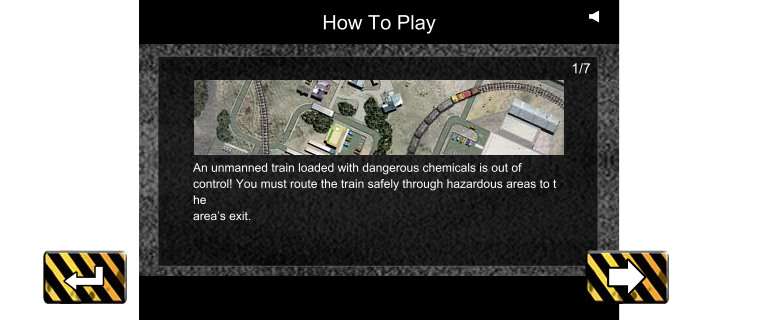 How To Play
1/7
An unmanned train loaded with dangerous chemicals is out of
control! You must route the train safely through hazardous areas to t
he
area's exit.